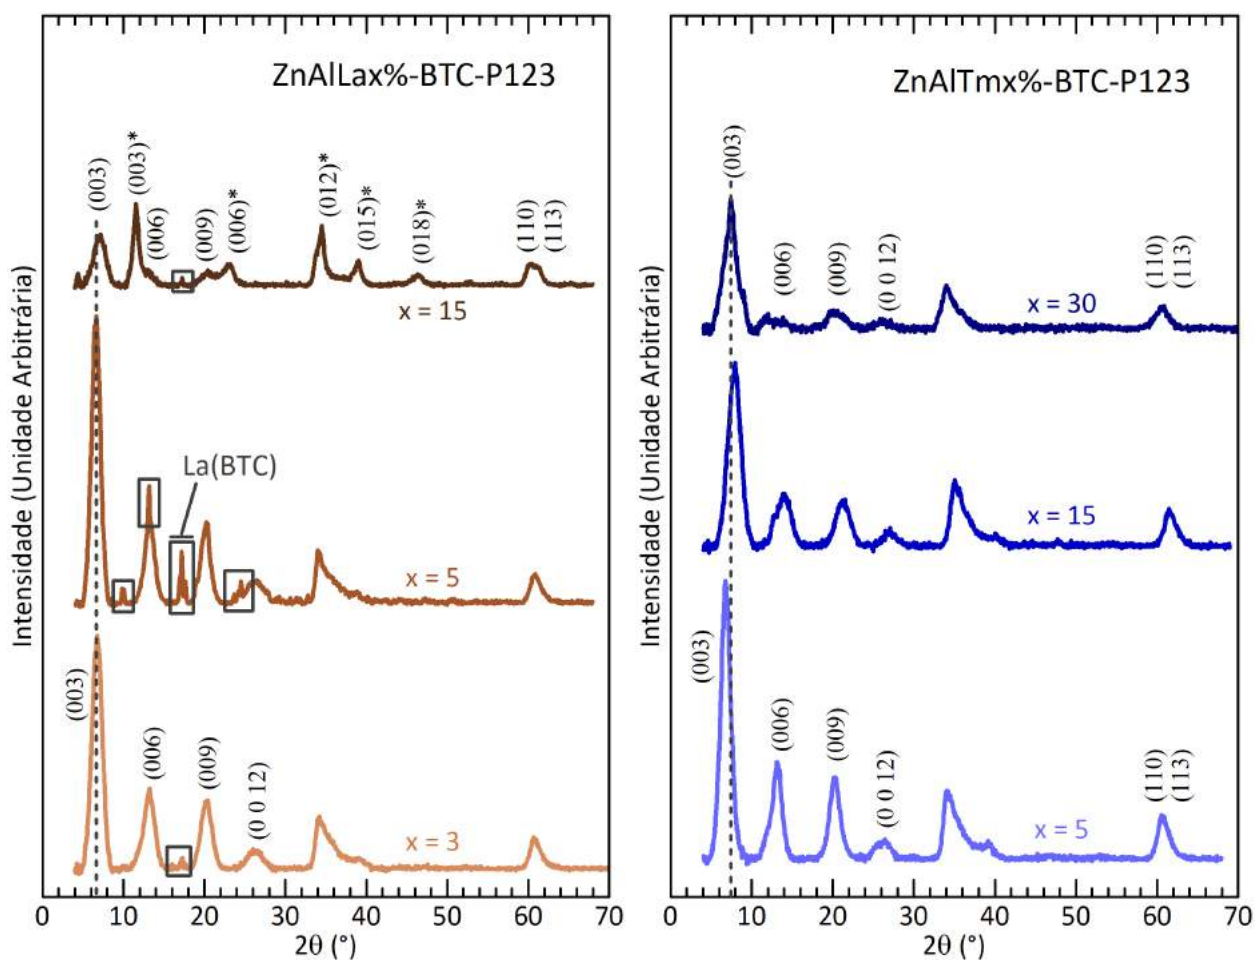 ZnAlLax%-BTC-P123
(003)
(003)*
(006)
(009)
(006)*
(012)*
(015)*
(018)*
(110)
(113)
x = 15
La(BTC)
x = 5
(003)
(006)
(009)
(0 0 12)
x = 3
Intensidade (Unidade Arbitrária)
0 10 20 30 40 50 60 70
2θ (°)
ZnAlTmx%-BTC-P123
(003)
(006)
(009)
(0 0 12)
(110)
(113)
x = 30
x = 15
(003)
(006)
(009)
(0 0 12)
(110)
(113)
x = 5
Intensidade (Unidade Arbitrária)
0 10 20 30 40 50 60 70
2θ (°)